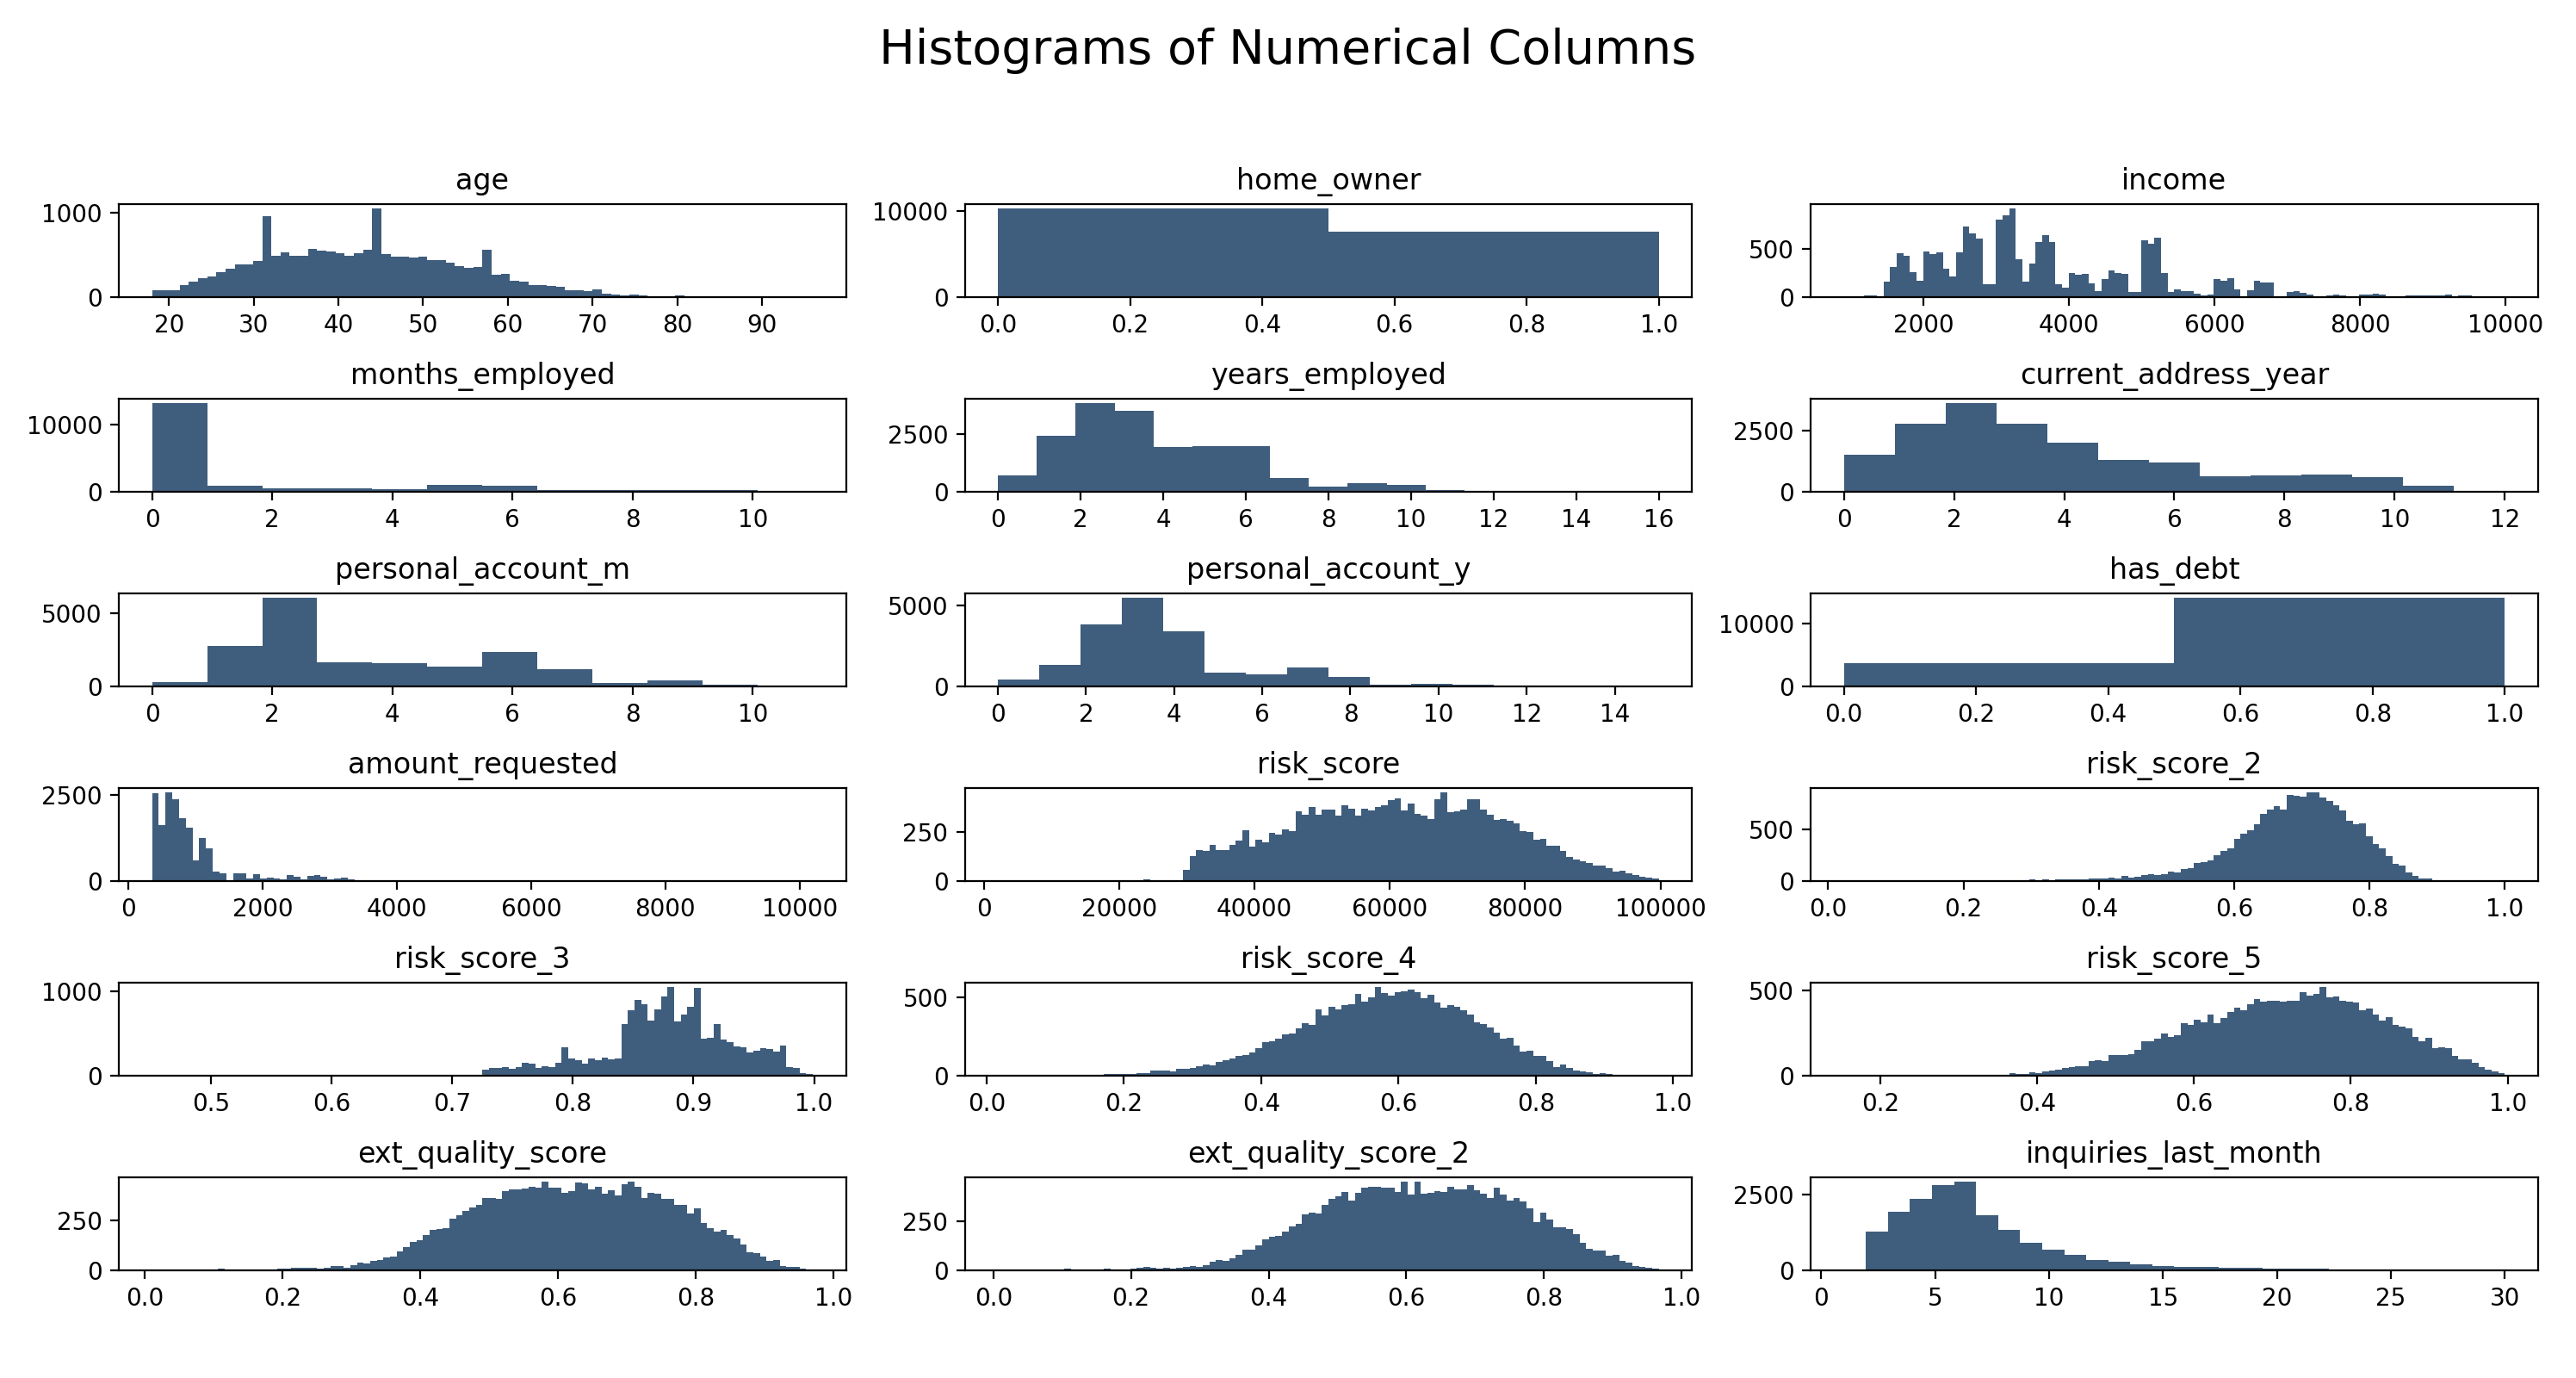 Histograms of Numerical Columns
age
home_owner
income
1000
0
20 30 40 50 60 70 80 90
10000
0
0.0 0.2 0.4 0.6 0.8 1.0
500
0
2000 4000 6000 8000 10000
months_employed
years_employed
current_address_year
10000
0
0 2 4 6 8 10
2500
0
0 2 4 6 8 10 12 14 16
2500
0
0 2 4 6 8 10 12
personal_account_m
personal_account_y
has_debt
5000
0
0 2 4 6 8 10
5000
0
0 2 4 6 8 10 12 14
10000
0
0.0 0.2 0.4 0.6 0.8 1.0
amount_requested
risk_score
risk_score_2
2500
0
0 2000 4000 6000 8000 10000
250
0
0 20000 40000 60000 80000 100000
500
0
0.0 0.2 0.4 0.6 0.8 1.0
risk_score_3
risk_score_4
risk_score_5
1000
0
0.5 0.6 0.7 0.8 0.9 1.0
500
0
0.0 0.2 0.4 0.6 0.8 1.0
500
0
0.2 0.4 0.6 0.8 1.0
ext_quality_score
ext_quality_score_2
inquiries_last_month
250
0
0.0 0.2 0.4 0.6 0.8 1.0
250
0
0.0 0.2 0.4 0.6 0.8 1.0
2500
0
0 5 10 15 20 25 30